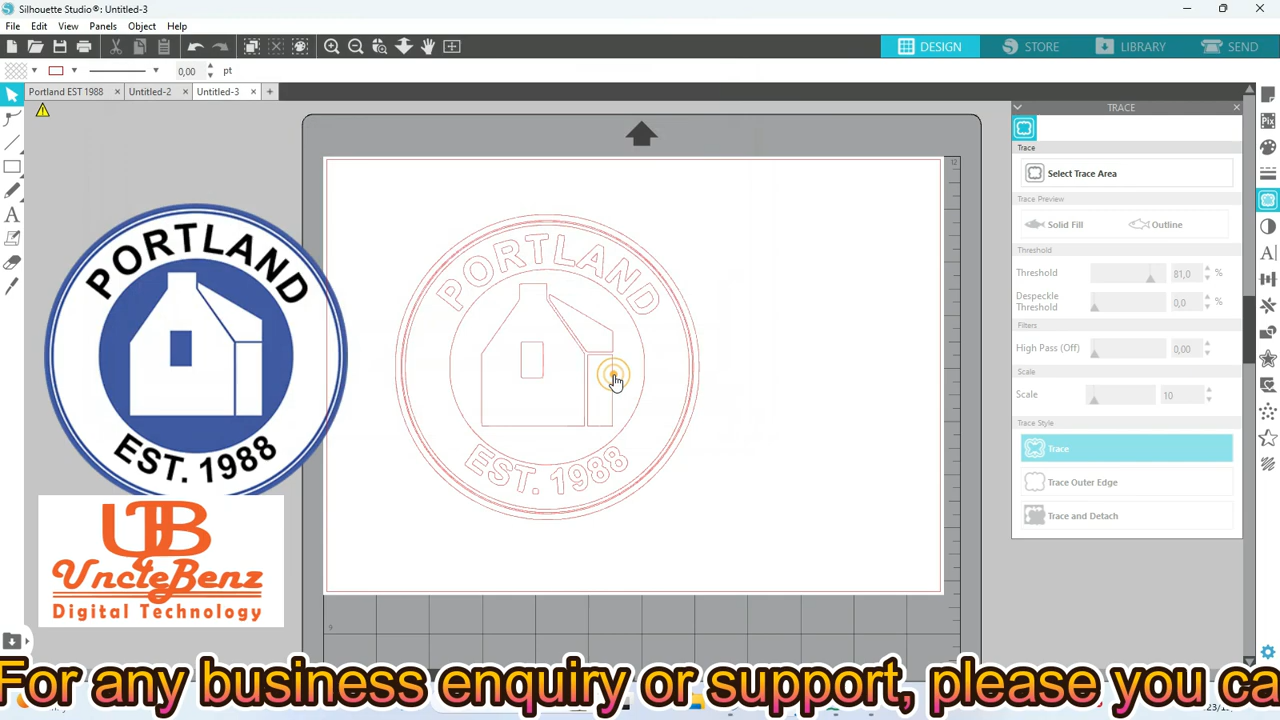 Silhouette Studio®: Untitled-3
File Edit View Panels Object Help
DESIGN STORE LIBRARY SEND
0,00 pt
Portland EST 1988 × Untitled-2 × Untitled-3 × +
TRACE
Trace
Select Trace Area
Trace Preview
Solid Fill Outline
Threshold
Threshold 81,0 %
Despeckle Threshold 0,0 %
Filters
High Pass (Off) 0,00
Scale
Scale 10
Trace Style
Trace
Trace Outer Edge
Trace and Detach
12
9
PORTLAND
EST. 1988
PORTLAND
EST. 1988
UB
UncleBenz
Digital Technology
For any business enquiry or support, please you ca